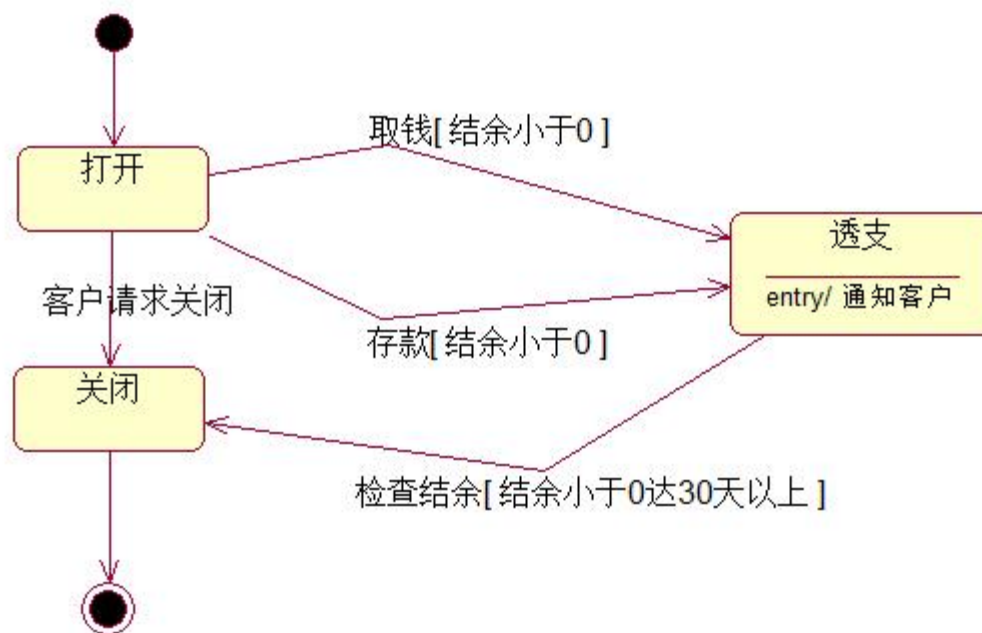 取钱[ 结余小于0 ]
打开
透支
entry/ 通知客户
客户请求关闭
存款[ 结余小于0 ]
关闭
检查结余[ 结余小于0达30天以上 ]